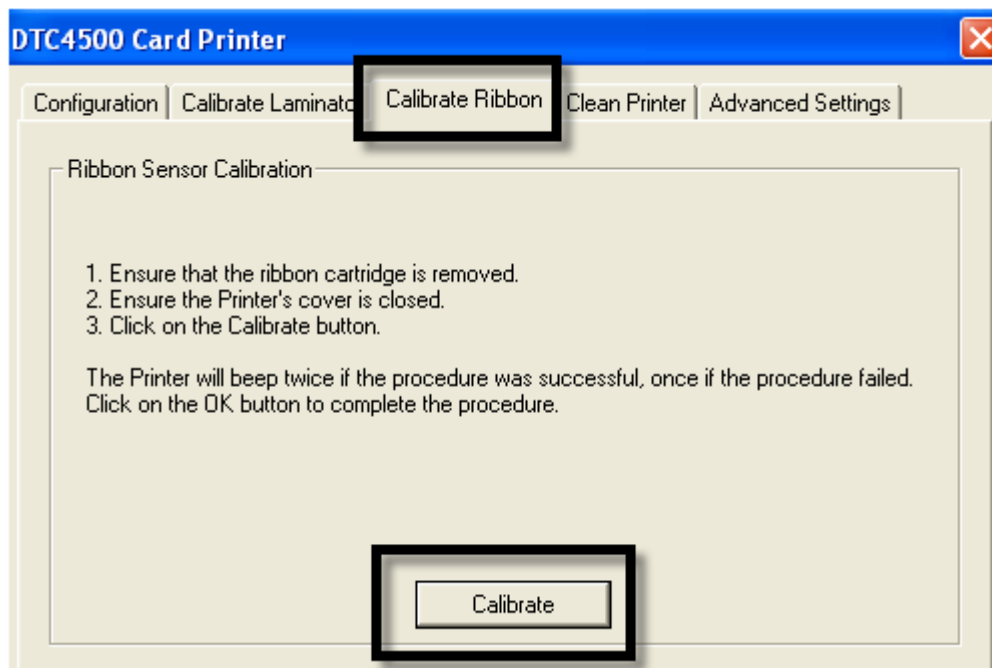 DTC4500 Card Printer
Configuration Calibrate Laminato Calibrate Ribbon Clean Printer Advanced Settings
Ribbon Sensor Calibration
1. Ensure that the ribbon cartridge is removed.
2. Ensure the Printer's cover is closed.
3. Click on the Calibrate button.
The Printer will beep twice if the procedure was successful, once if the procedure failed.
Click on the OK button to complete the procedure.
Calibrate